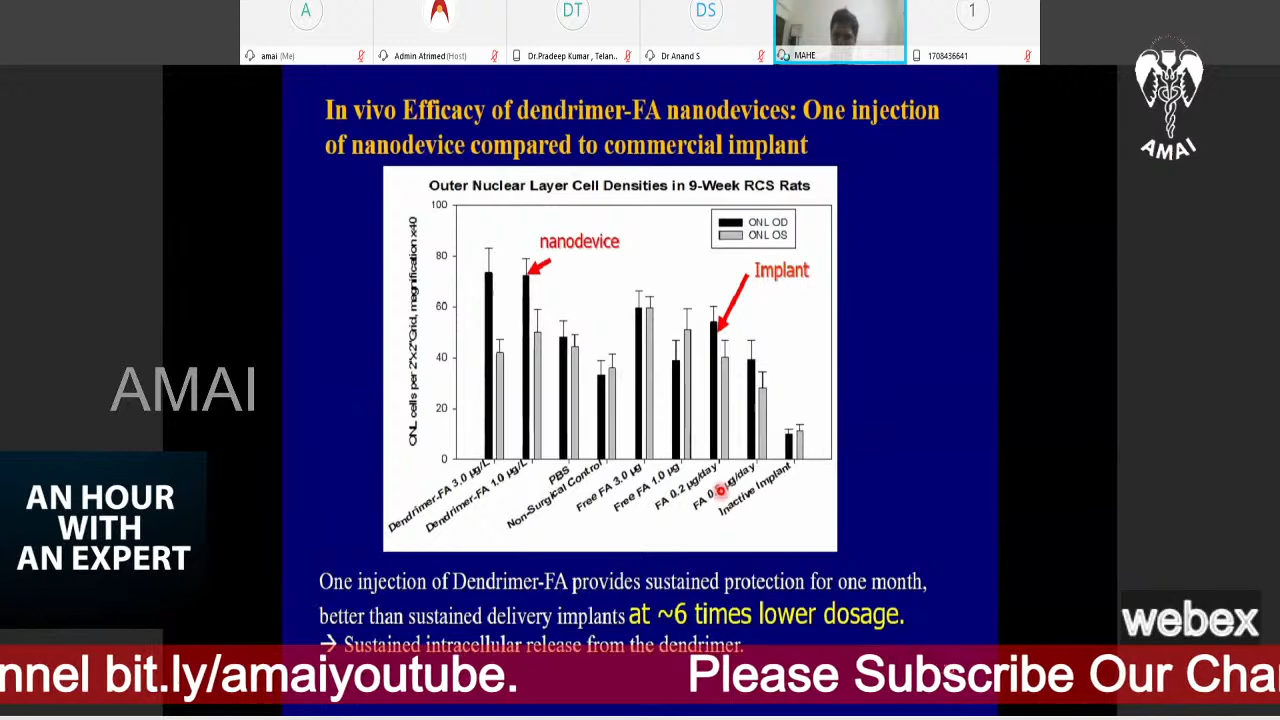 A
DT
DS
1
amai (Me)
Admin Atrimed (Host)
Dr.Pradeep Kumar , Telan..
Dr Anand S
MAHE
1708436641
AMAI
In vivo Efficacy of dendrimer-FA nanodevices: One injection
of nanodevice compared to commercial implant
Outer Nuclear Layer Cell Densities in 9-Week RCS Rats
ONL cells per 2"x2"Grid, magnification x40
100
80
60
40
20
0
ONL OD
ONL OS
nanodevice
Implant
Dendrimer-FA 3.0 µg/L
Dendrimer-FA 1.0 µg/L
PBS
Non-Surgical Control
Free FA 3.0 µg
Free FA 1.0 µg
FA 0.2 µg/day
FA µg/day
Inactive Implant
AMAI
AN HOUR
WITH
AN EXPERT
One injection of Dendrimer-FA provides sustained protection for one month,
better than sustained delivery implants at ~6 times lower dosage.
→ Sustained intracellular release from the dendrimer.
webex
nnel bit.ly/amaiyoutube. Please Subscribe Our Cha